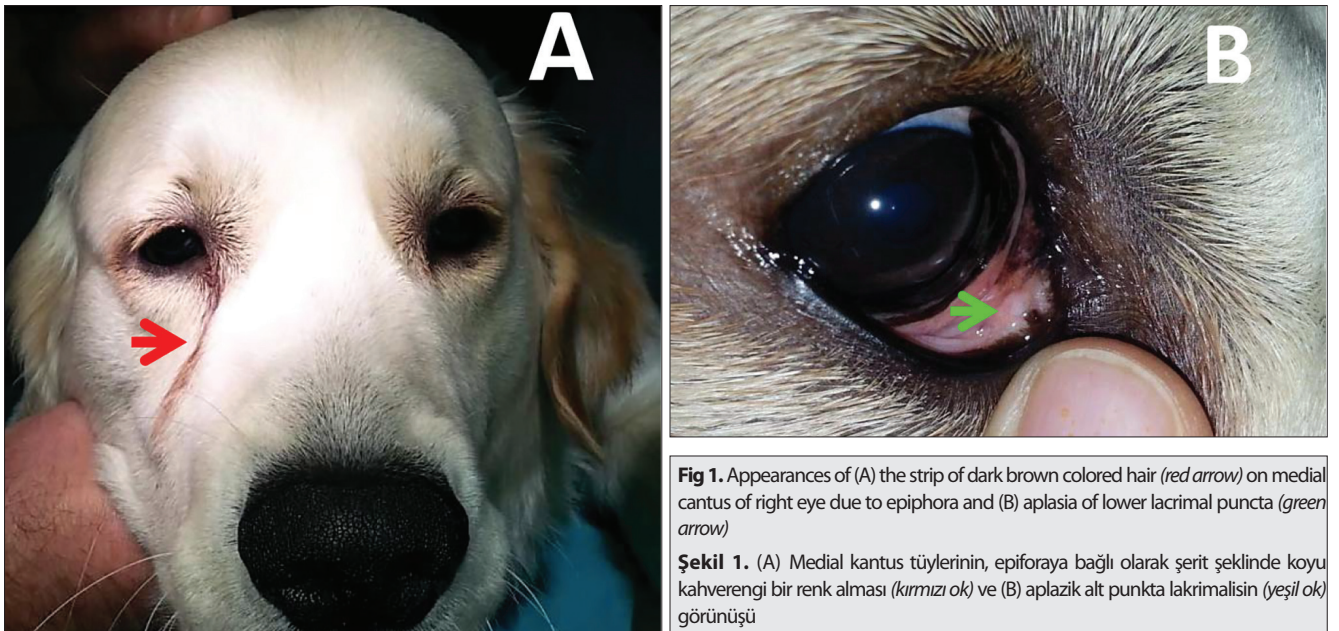 A
B
Fig 1. Appearances of (A) the strip of dark brown colored hair (red arrow) on medial
cantus of right eye due to epiphora and (B) aplasia of lower lacrimal puncta (green
arrow)
Şekil 1. (A) Medial kantus tüylerinin, epiforaya bağlı olarak şerit şeklinde koyu
kahverengi bir renk alması (kırmızı ok) ve (B) aplazik alt punkta lakrimalisin (yeşil ok)
görünüşü